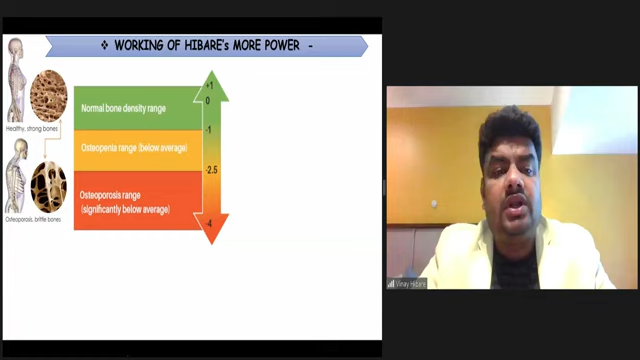 ❖ WORKING OF HIBARE's MORE POWER -
Healthy, strong bones
Osteoporosis, brittle bones
Normal bone density range
Osteopenia range (below average)
Osteoporosis range
(significantly below average)
+1
0
-1
-2.5
-4
Vinay Hibare